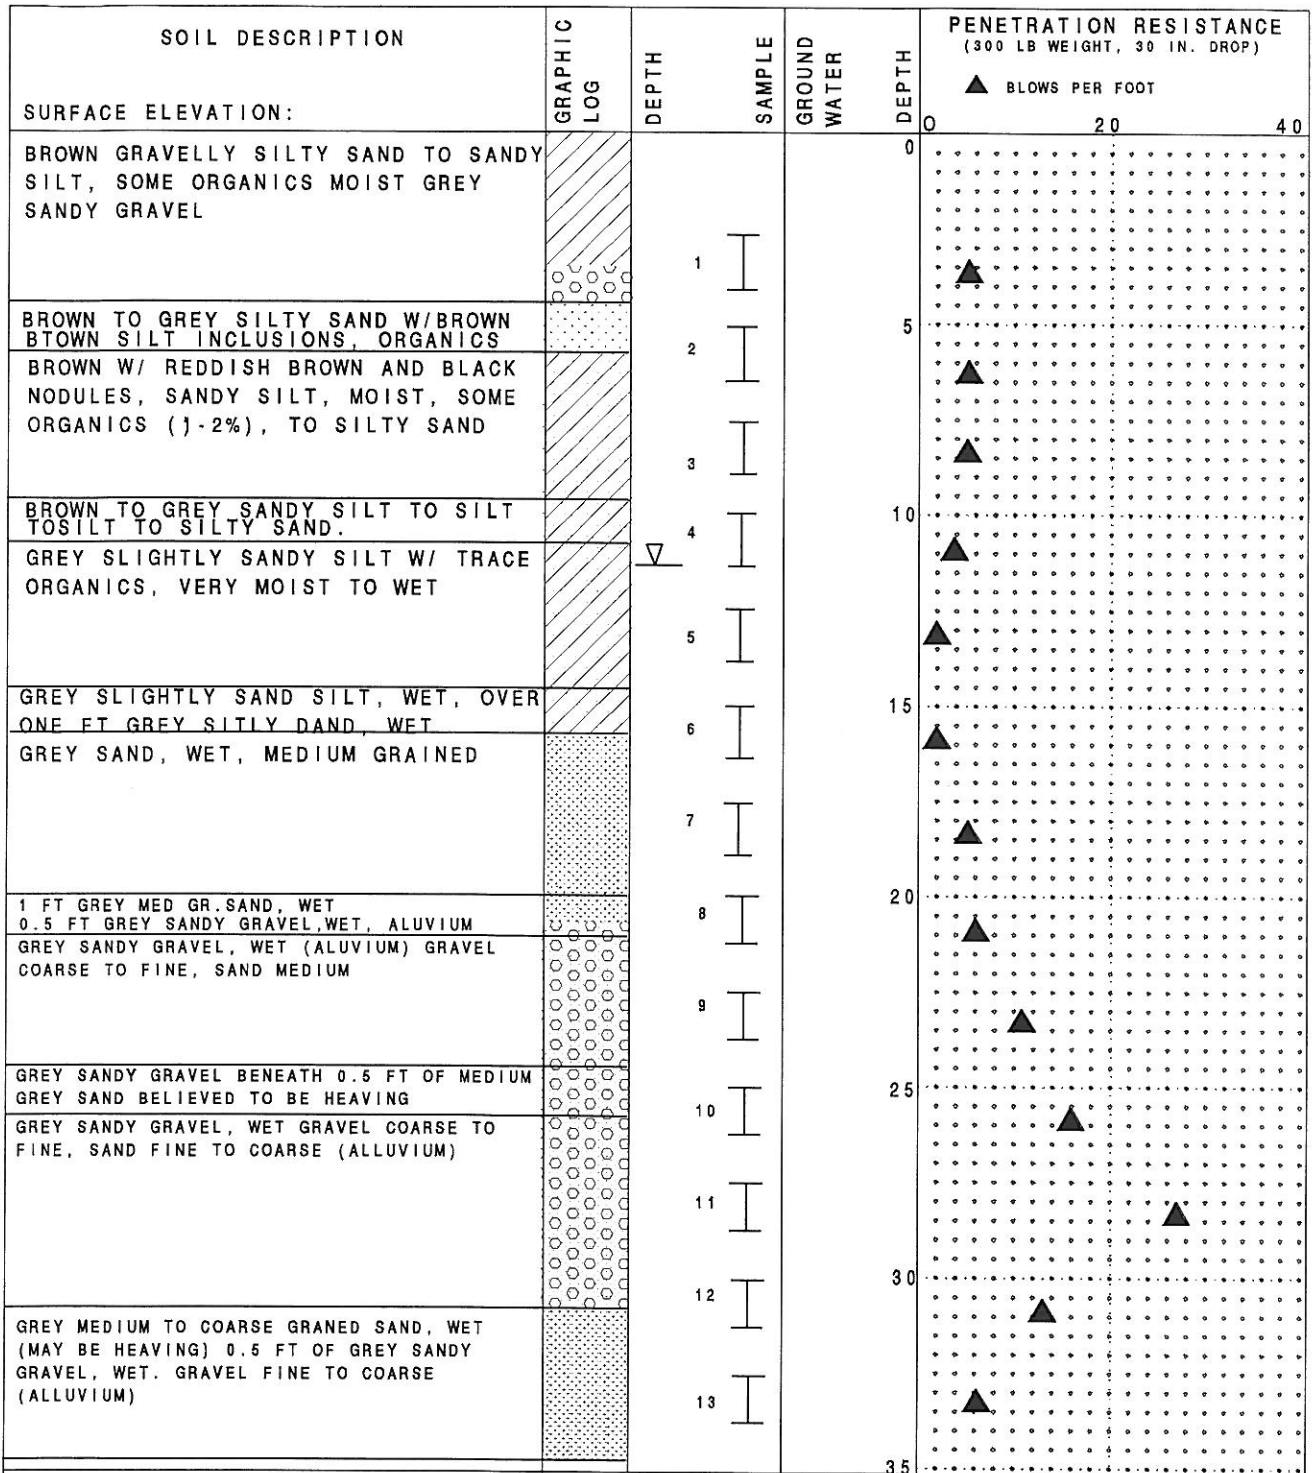 SOIL DESCRIPTION
SURFACE ELEVATION:
GRAPHIC
LOG
DEPTH
SAMPLE
GROUND
WATER
DEPTH
PENETRATION RESISTANCE
(300 LB WEIGHT, 30 IN. DROP)
BLOWS PER FOOT
0 20 40
BROWN GRAVELLY SILTY SAND TO SANDY
SILT, SOME ORGANICS MOIST GREY
SANDY GRAVEL
BROWN TO GREY SILTY SAND W/BROWN
BTOWN SILT INCLUSIONS, ORGANICS
BROWN W/ REDDISH BROWN AND BLACK
NODULES, SANDY SILT, MOIST, SOME
ORGANICS (1-2%), TO SILTY SAND
BROWN TO GREY SANDY SILT TO SILT
TOSILT TO SILTY SAND.
GREY SLIGHTLY SANDY SILT W/ TRACE
ORGANICS, VERY MOIST TO WET
GREY SLIGHTLY SAND SILT, WET, OVER
ONE FT GREY SITLY DAND, WET
GREY SAND, WET, MEDIUM GRAINED
1 FT GREY MED GR.SAND, WET
0.5 FT GREY SANDY GRAVEL,WET, ALUVIUM
GREY SANDY GRAVEL, WET (ALUVIUM) GRAVEL
COARSE TO FINE, SAND MEDIUM
GREY SANDY GRAVEL BENEATH 0.5 FT OF MEDIUM
GREY SAND BELIEVED TO BE HEAVING
GREY SANDY GRAVEL, WET GRAVEL COARSE TO
FINE, SAND FINE TO COARSE (ALLUVIUM)
GREY MEDIUM TO COARSE GRANED SAND, WET
(MAY BE HEAVING) 0.5 FT OF GREY SANDY
GRAVEL, WET. GRAVEL FINE TO COARSE
(ALLUVIUM)
1
2
3
4
5
6
7
8
9
10
11
12
13
0
5
10
15
20
25
30
35